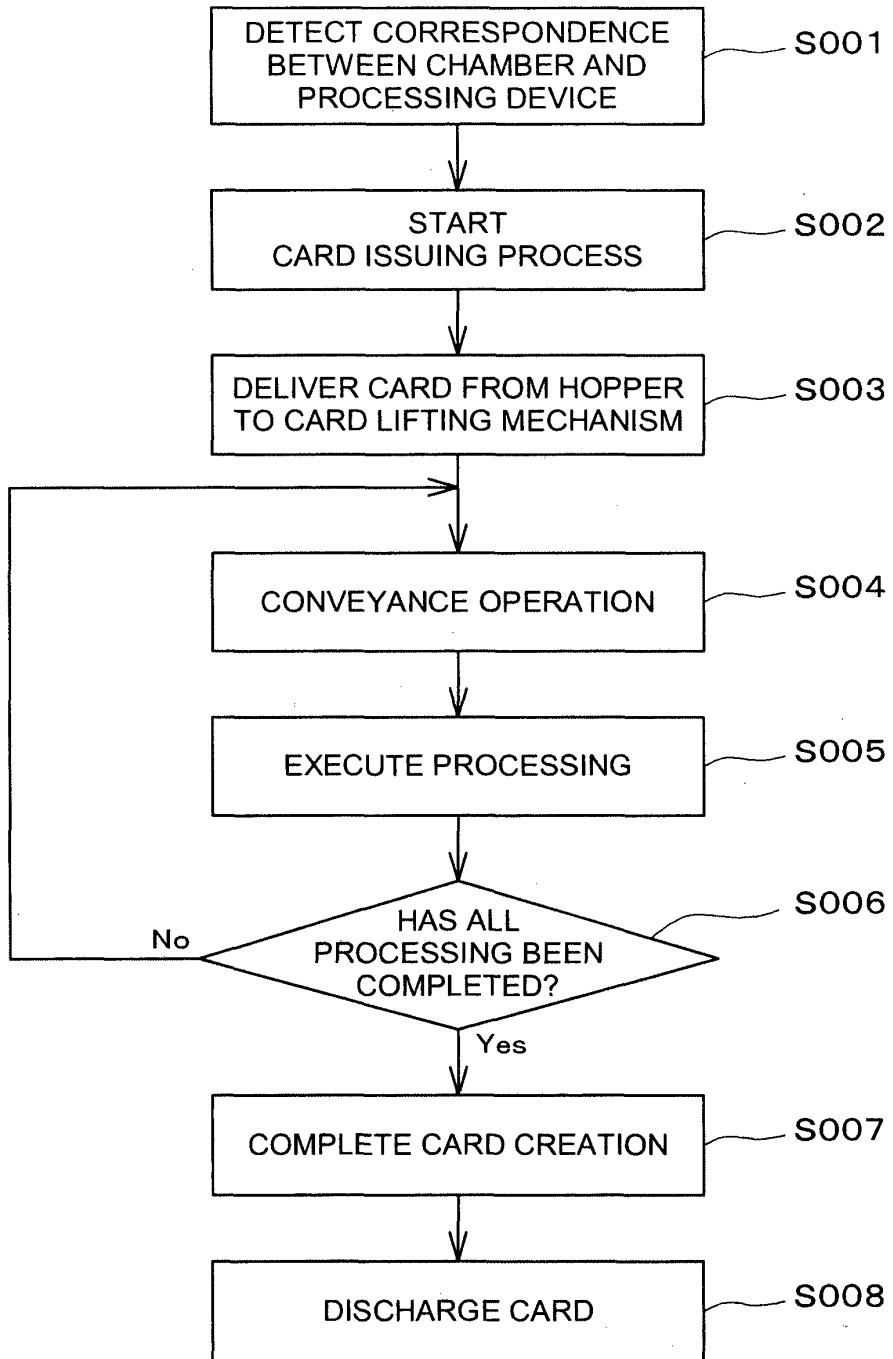 DETECT CORRESPONDENCE
BETWEEN CHAMBER AND
PROCESSING DEVICE
S001
START
CARD ISSUING PROCESS
S002
DELIVER CARD FROM HOPPER
TO CARD LIFTING MECHANISM
S003
CONVEYANCE OPERATION
S004
EXECUTE PROCESSING
S005
HAS ALL
PROCESSING BEEN
COMPLETED?
S006
No
Yes
COMPLETE CARD CREATION
S007
DISCHARGE CARD
S008